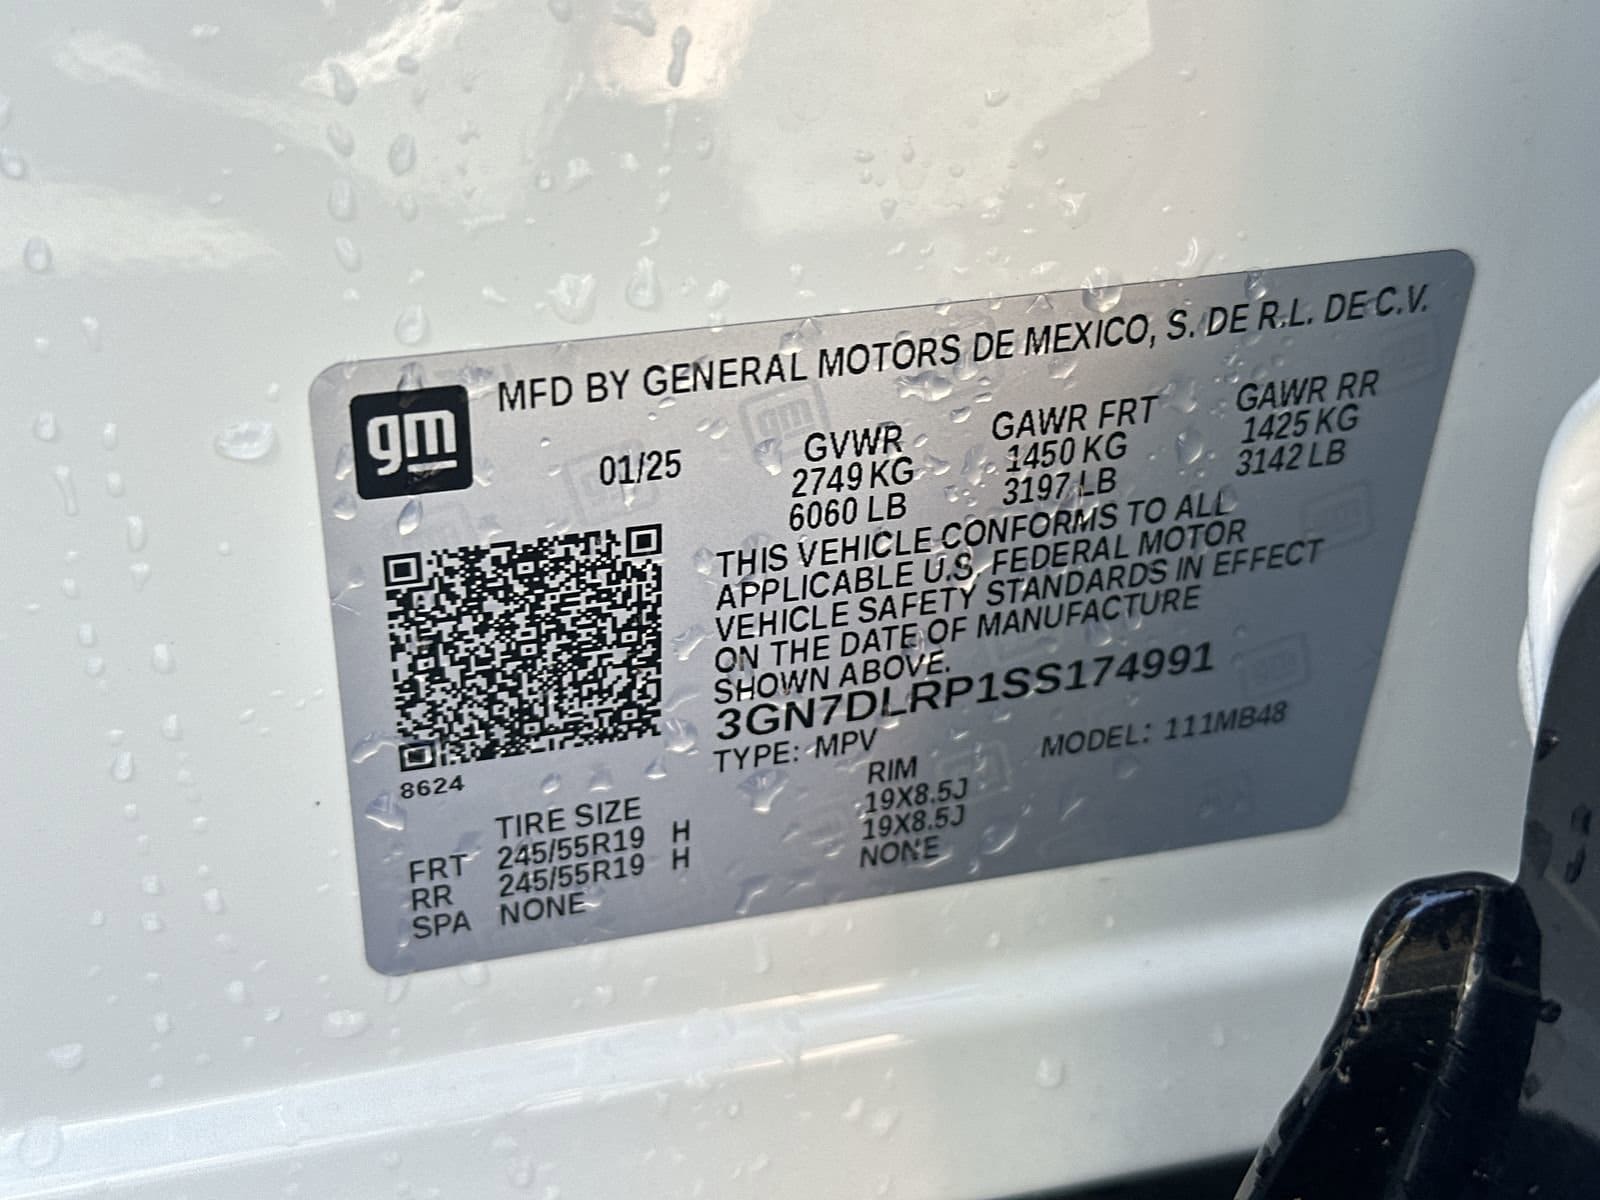 gm
MFD BY GENERAL MOTORS DE MEXICO, S. DE R.L. DE C.V.
01/25
GVWR GAWR FRT GAWR RR
2749 KG 1450 KG 1425 KG
6060 LB 3197 LB 3142 LB
THIS VEHICLE CONFORMS TO ALL
APPLICABLE U.S. FEDERAL MOTOR
VEHICLE SAFETY STANDARDS IN EFFECT
ON THE DATE OF MANUFACTURE
SHOWN ABOVE.
3GN7DLRP1SS174991
TYPE: MPV MODEL: 111MB48
8624
TIRE SIZE RIM
FRT 245/55R19 H 19X8.5J
RR 245/55R19 H 19X8.5J
SPA NONE NONE